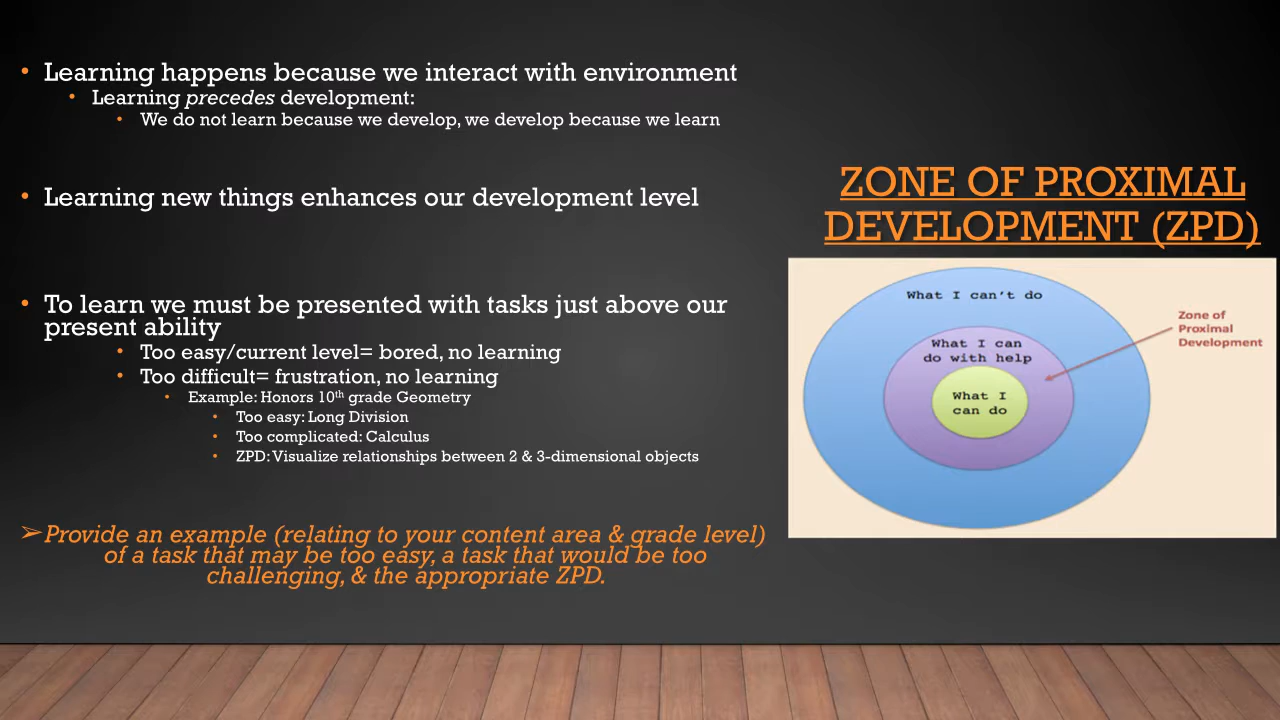 • Learning happens because we interact with environment
• Learning precedes development:
• We do not learn because we develop, we develop because we learn
• Learning new things enhances our development level
• To learn we must be presented with tasks just above our
present ability
• Too easy/current level= bored, no learning
• Too difficult= frustration, no learning
• Example: Honors 10th grade Geometry
• Too easy: Long Division
• Too complicated: Calculus
• ZPD: Visualize relationships between 2 & 3-dimensional objects
➢Provide an example (relating to your content area & grade level)
of a task that may be too easy, a task that would be too
challenging, & the appropriate ZPD.
ZONE OF PROXIMAL
DEVELOPMENT (ZPD)
What I can't do
What I can
do with help
What I
can do
Zone of
Proximal
Development